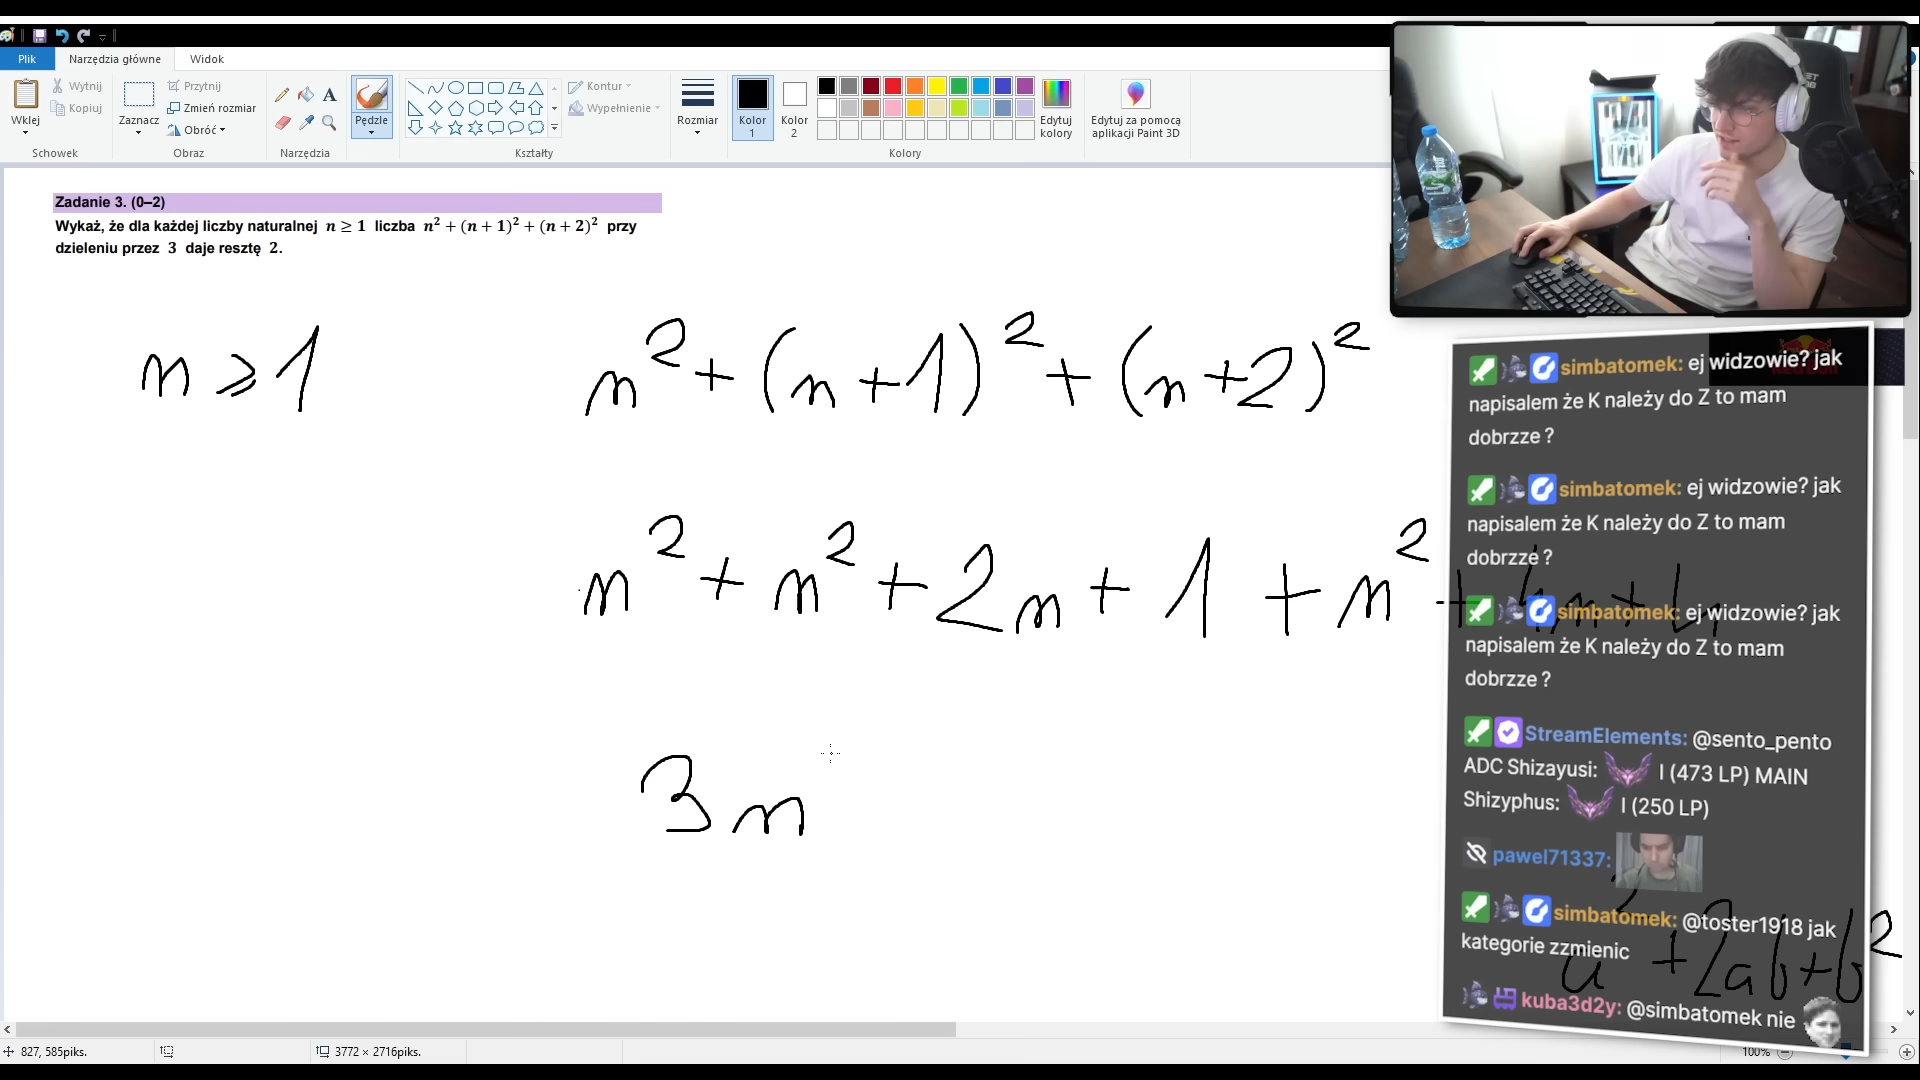 Plik Narzędzia główne Widok
Wklej
Wytnij
Kopiuj
Schowek
Zaznacz
Przytnij
Zmień rozmiar
Obróć
Obraz
Narzędzia
Pędzle
Kontur
Wypełnienie
Kształty
Rozmiar
Kolor 1
Kolor 2
Edytuj kolory
Kolory
Edytuj za pomocą aplikacji Paint 3D
Zadanie 3. (0–2)
Wykaż, że dla każdej liczby naturalnej n ≥ 1 liczba n² + (n + 1)² + (n + 2)² przy
dzieleniu przez 3 daje resztę 2.
n ⩾ 1
n² + (n + 1)² + (n + 2)²
n² + n² + 2n + 1 + n² + 4n + 4
3n
a² + 2ab + b²
simbatomek: ej widzowie? jak
napisalem że K należy do Z to mam
dobrzze ?
simbatomek: ej widzowie? jak
napisalem że K należy do Z to mam
dobrzze ?
simbatomek: ej widzowie? jak
napisalem że K należy do Z to mam
dobrzze ?
StreamElements: @sento_pento
ADC Shizayusi: I (473 LP) MAIN
Shizyphus: I (250 LP)
pawel71337:
simbatomek: @toster1918 jak
kategorie zzmienic
kuba3d2y: @simbatomek nie
827, 585piks. 3772 × 2716piks. 100%